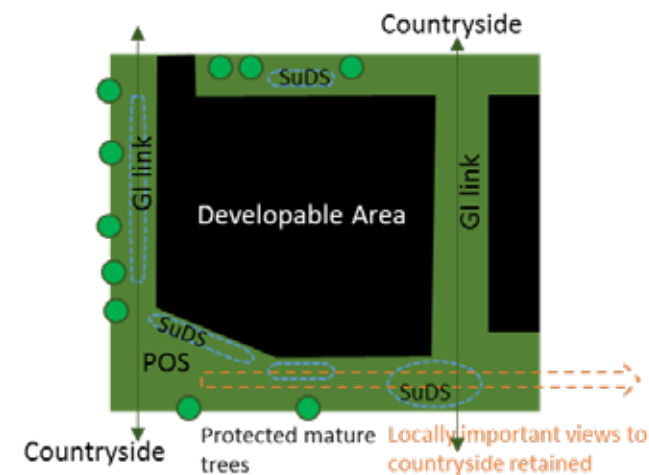 Countryside
SuDS
GI link
GI link
Developable Area
SuDS
POS
SuDS
Countryside
Protected mature
trees
Locally important views to
countryside retained